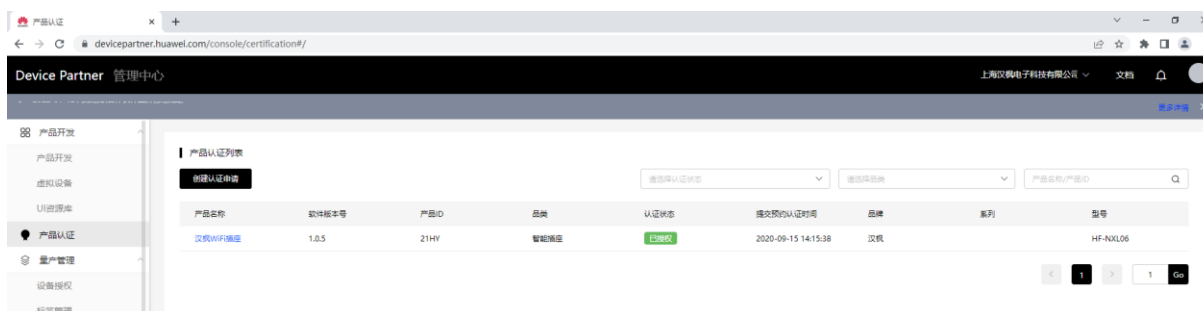 产品认证
devicepartner.huawei.com/console/certification#/
Device Partner 管理中心 上海汉枫电子科技有限公司 文档
更多详情
产品开发
产品开发
虚拟设备
UI资源库
产品认证
量产管理
设备授权
标签管理
产品认证列表
创建认证申请 请选择认证状态 请选择品类 产品名称/产品ID
产品名称 软件版本号 产品ID 品类 认证状态 提交预约认证时间 品牌 系列 型号
汉枫WiFi插座 1.0.5 21HY 智能插座 已授权 2020-09-15 14:15:38 汉枫 HF-NXL06
< 1 > 1 Go